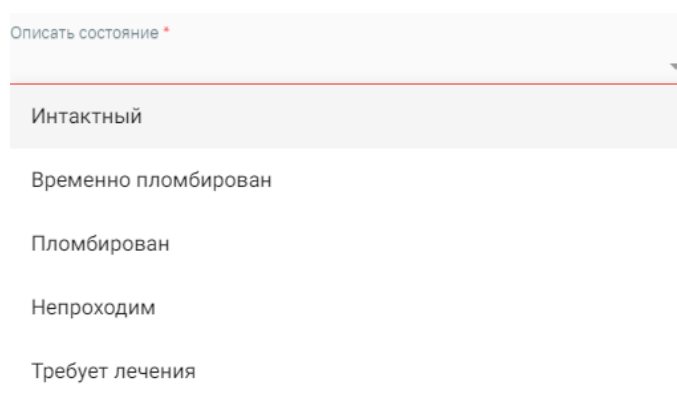 Описать состояние *
Интактный
Временно пломбирован
Пломбирован
Непроходим
Требует лечения